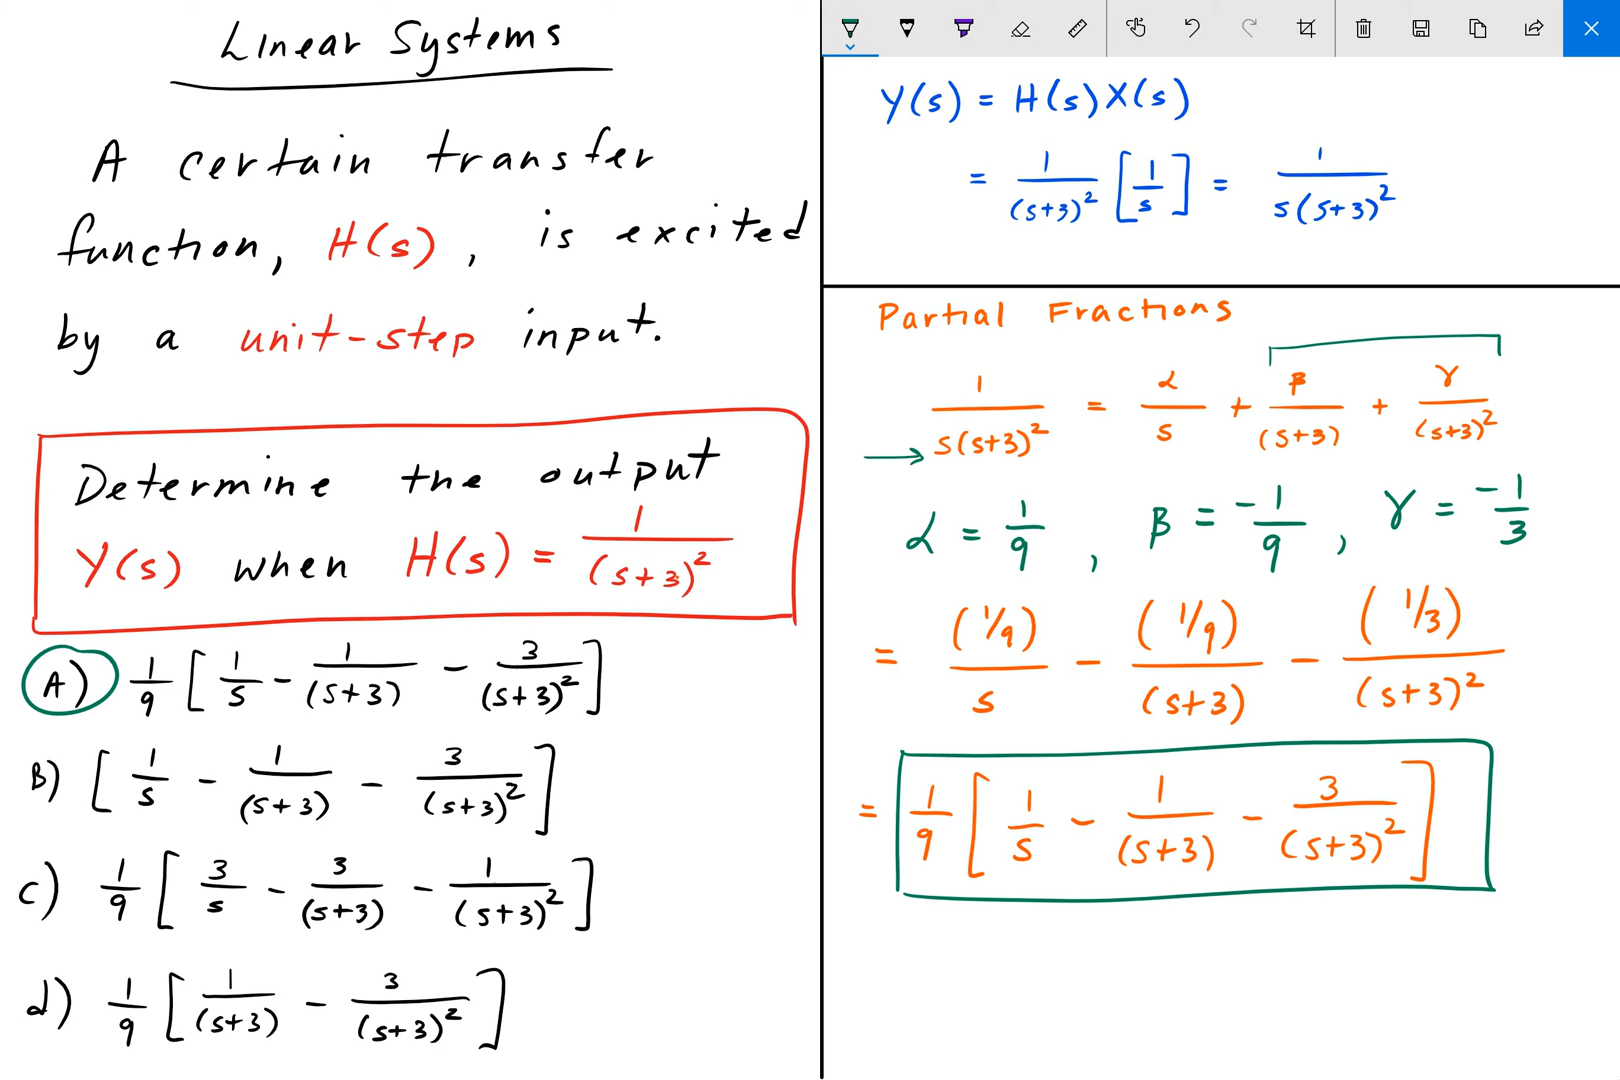 Linear Systems
A certain transfer
function, H(s), is excited
by a unit-step input.
Determine the output
Y(s) when H(s) = 1/(s+3)²
A) 1/9 [ 1/s - 1/(s+3) - 3/(s+3)² ]
B) [ 1/s - 1/(s+3) - 3/(s+3)² ]
c) 1/9 [ 3/s - 3/(s+3) - 1/(s+3)² ]
d) 1/9 [ 1/(s+3) - 3/(s+3)² ]
Y(s) = H(s)X(s)
= 1/(s+3)² [ 1/s ] = 1/s(s+3)²
Partial Fractions
→ 1/s(s+3)² = α/s + β/(s+3) + γ/(s+3)²
α = 1/9 , β = -1/9 , γ = -1/3
= (1/9)/s - (1/9)/(s+3) - (1/3)/(s+3)²
= 1/9 [ 1/s - 1/(s+3) - 3/(s+3)² ]